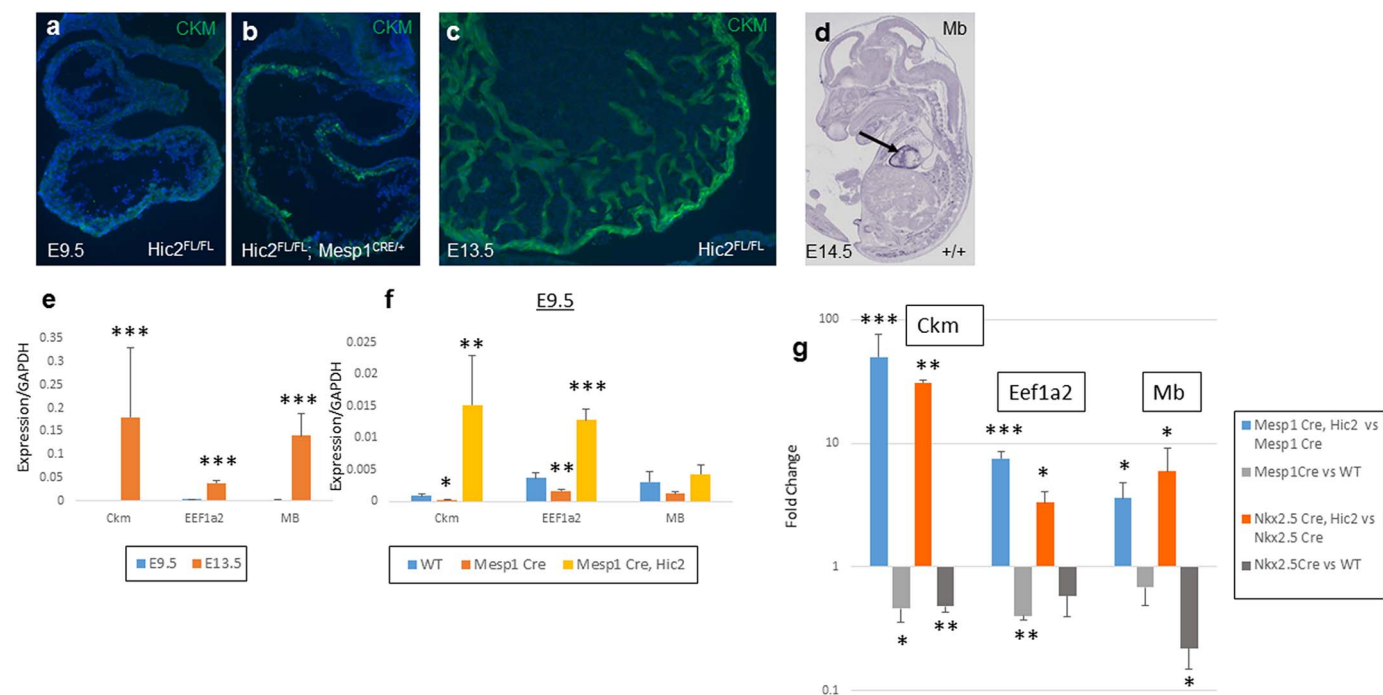 a
CKM
b
CKM
c
CKM
d
Mb
E9.5
Hic2FL/FL
Hic2FL/FL; Mesp1CRE/+
E13.5
Hic2FL/FL
E14.5
+/+
e
Expression/GAPDH
0.35
0.3
0.25
0.2
0.15
0.1
0.05
0
***
***
***
Ckm
EEF1a2
MB
E9.5
E13.5
f
E9.5
Expression/GAPDH
0.025
0.02
0.015
0.01
0.005
0
**
*
***
**
Ckm
EEF1a2
MB
WT
Mesp1 Cre
Mesp1 Cre, Hic2
g
Fold Change
100
10
1
0.1
Ckm
***
**
*
**
Eef1a2
***
*
**
Mb
*
*
*
Mesp1 Cre, Hic2 vs
Mesp1 Cre
Mesp1Cre vs WT
Nkx2.5 Cre, Hic2 vs
Nkx2.5 Cre
Nkx2.5Cre vs WT